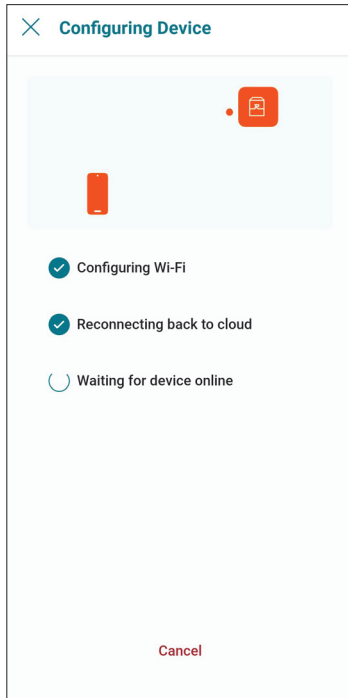 Configuring Device
Configuring Wi-Fi
Reconnecting back to cloud
Waiting for device online
Cancel